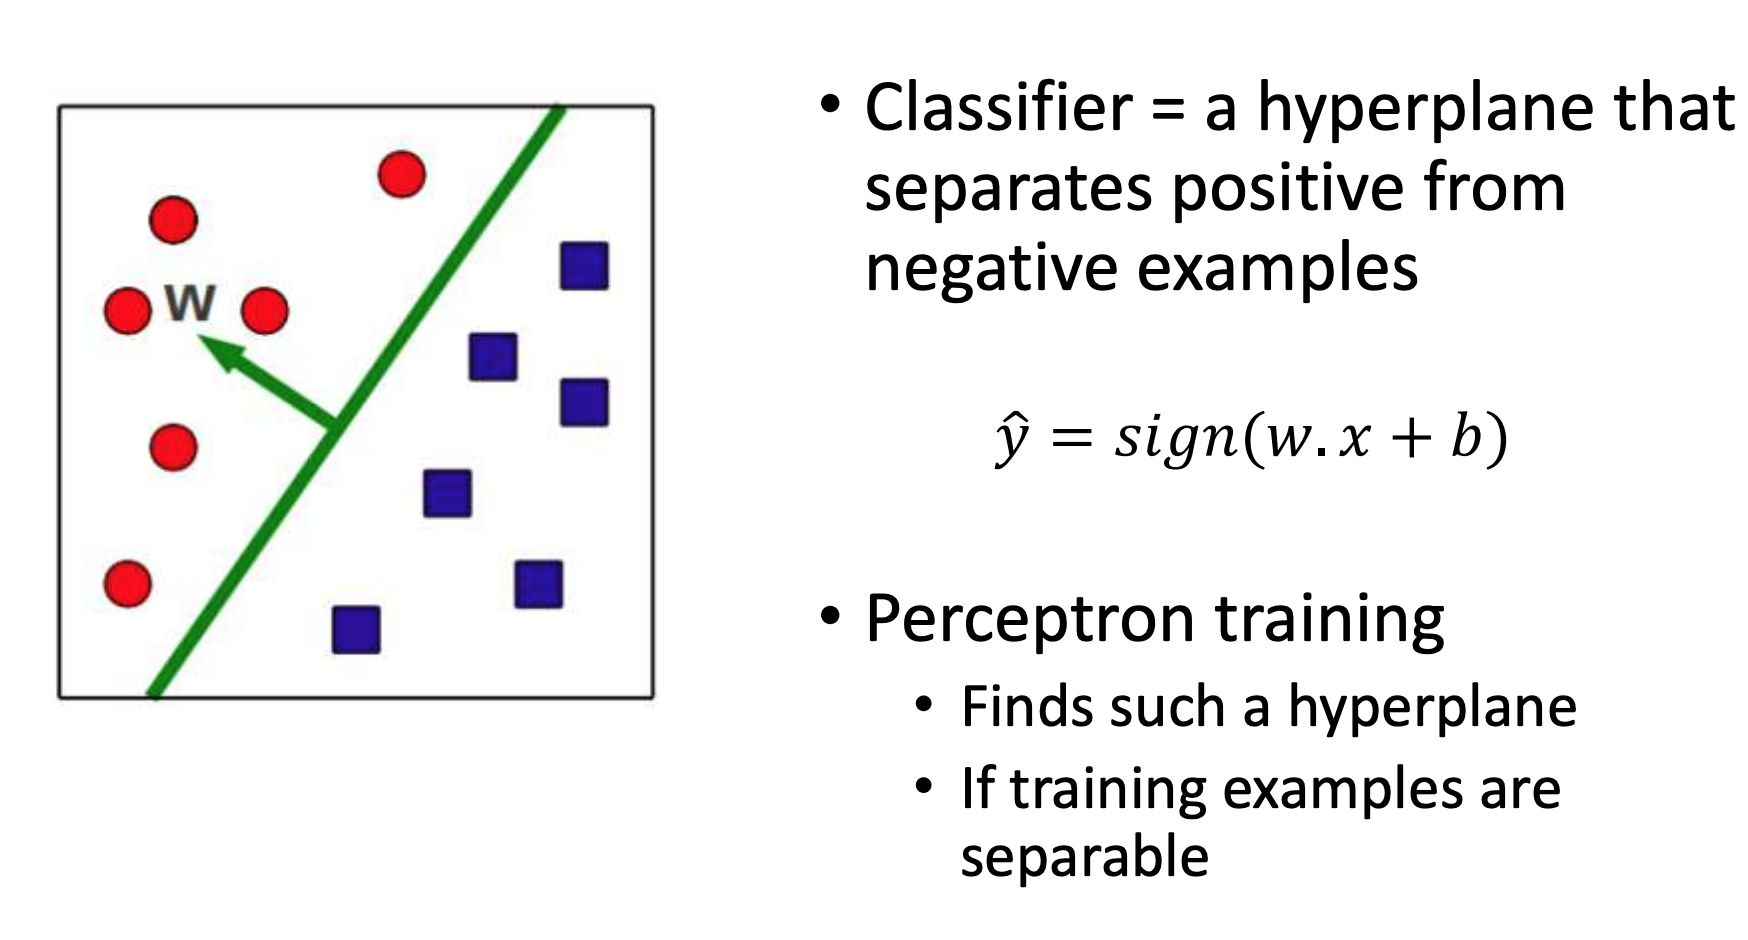 W
• Classifier = a hyperplane that
separates positive from
negative examples
ŷ = sign(w. x + b)
• Perceptron training
• Finds such a hyperplane
• If training examples are
separable